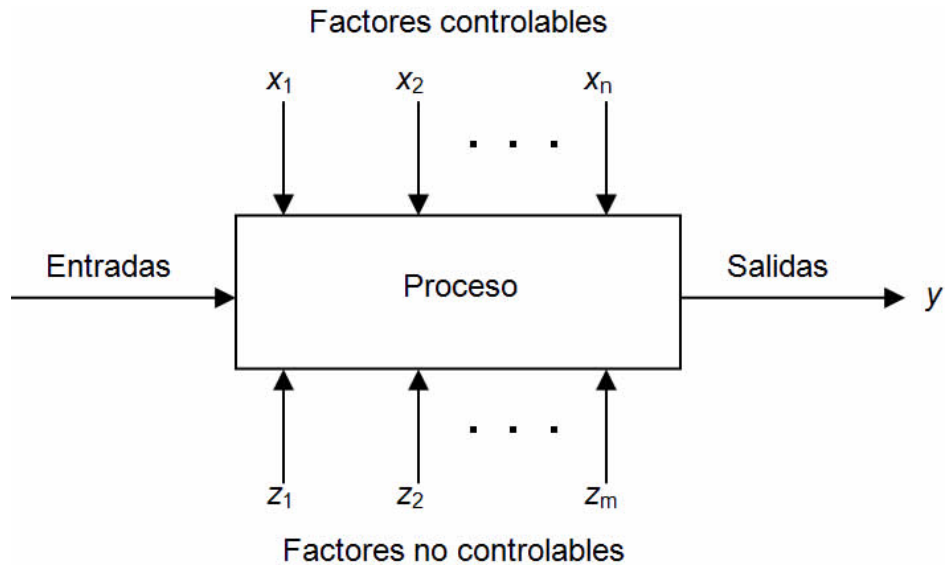 Factores controlables
x₁ x₂ xₙ
. . .
Entradas
Proceso
Salidas
y
. . .
z₁ z₂ zₘ
Factores no controlables